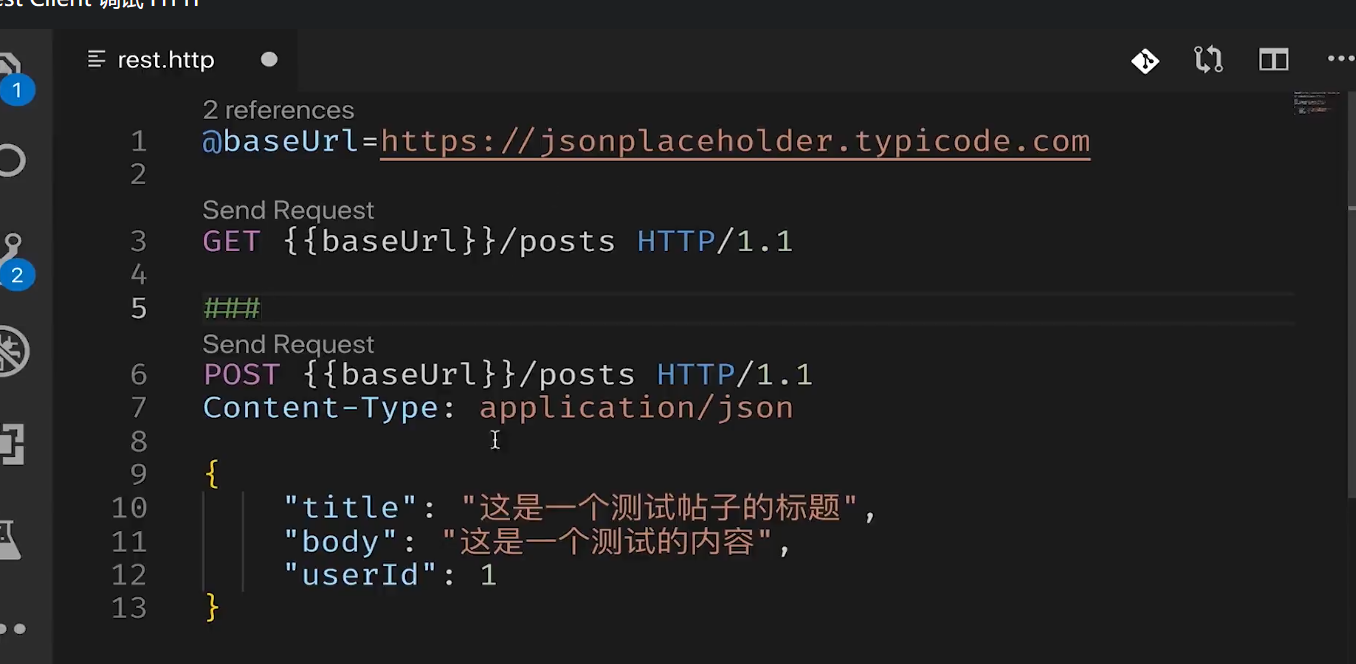 Client 调试 HTTP
rest.http
1
2 references
1 @baseUrl=https://jsonplaceholder.typicode.com
2
Send Request
3 GET {{baseUrl}}/posts HTTP/1.1
4
2
5 ###
Send Request
6 POST {{baseUrl}}/posts HTTP/1.1
7 Content-Type: application/json
8
9 {
10 "title": "这是一个测试帖子的标题",
11 "body": "这是一个测试的内容",
12 "userId": 1
13 }